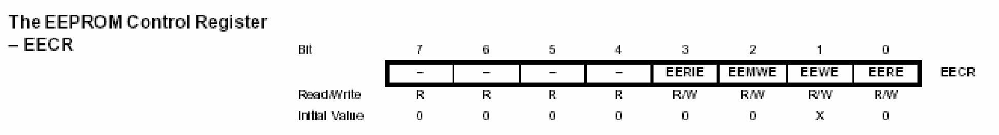 The EEPROM Control Register
– EECR
Bit 7 6 5 4 3 2 1 0
– – – – EERIE EEMWE EEWE EERE EECR
Read/Write R R R R R/W R/W R/W R/W
Initial Value 0 0 0 0 0 0 X 0